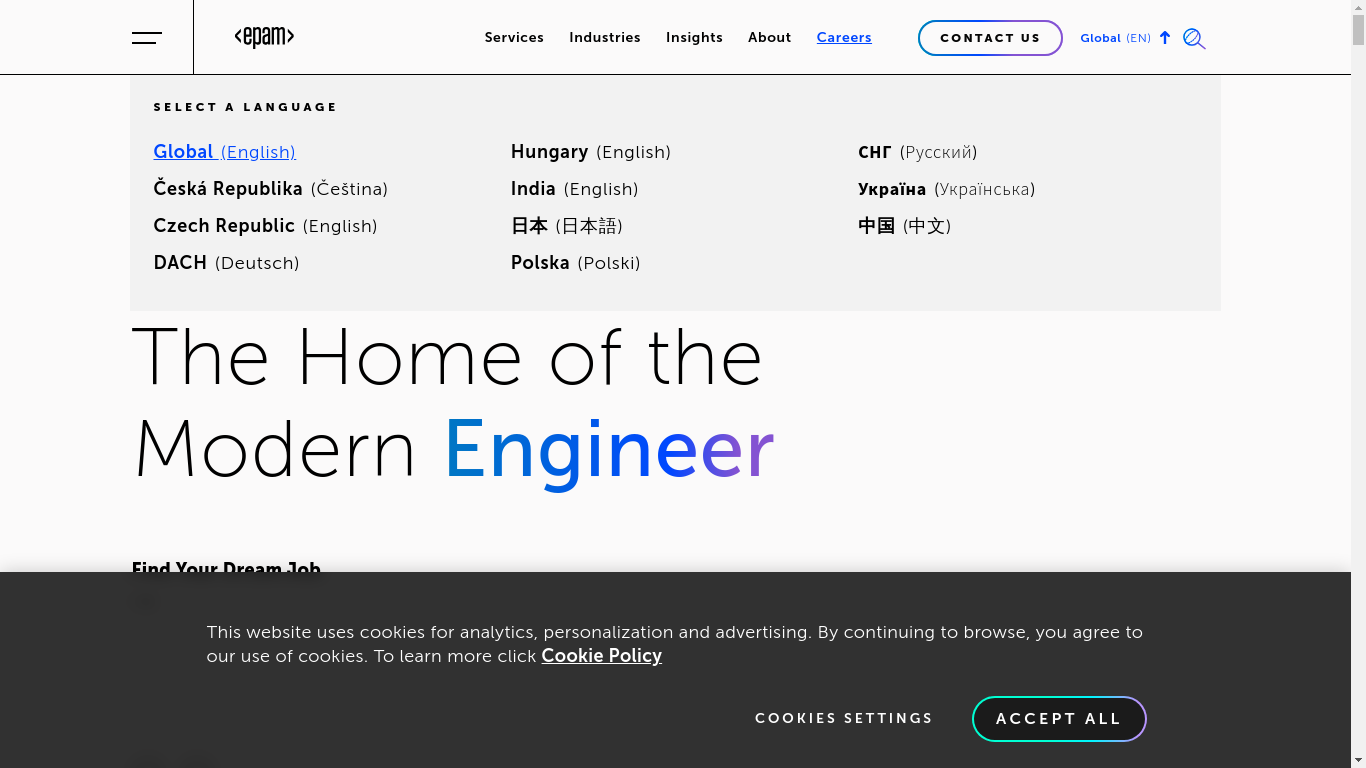 <epam>
Services Industries Insights About Careers CONTACT US Global (EN)
SELECT A LANGUAGE
Global (English)
Česká Republika (Čeština)
Czech Republic (English)
DACH (Deutsch)
Hungary (English)
India (English)
日本 (日本語)
Polska (Polski)
СНГ (Русский)
Україна (Українська)
中国 (中文)
The Home of the
Modern Engineer
Find Your Dream Job
This website uses cookies for analytics, personalization and advertising. By continuing to browse, you agree to
our use of cookies. To learn more click Cookie Policy
COOKIES SETTINGS ACCEPT ALL